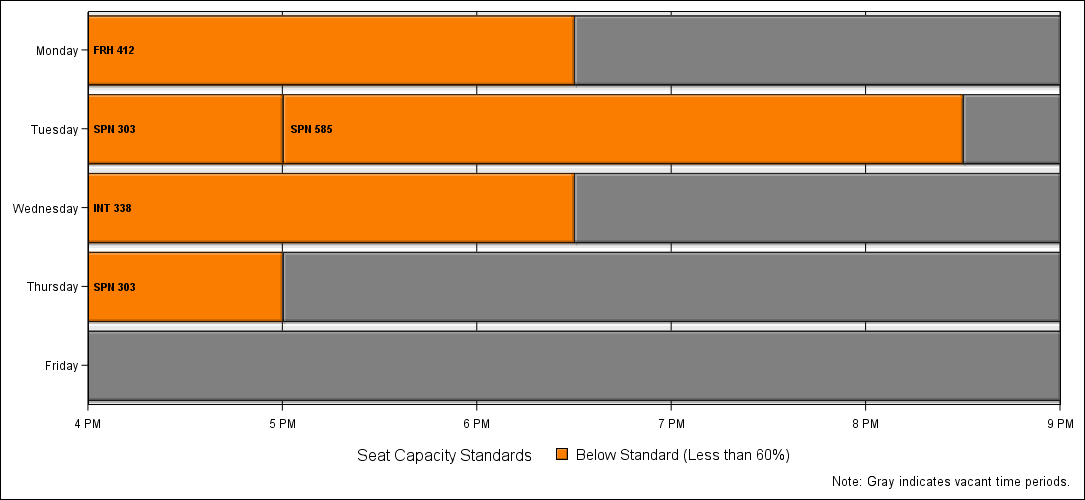 Monday FRH 412
Tuesday SPN 303 SPN 585
Wednesday INT 338
Thursday SPN 303
Friday
4 PM 5 PM 6 PM 7 PM 8 PM 9 PM
Seat Capacity Standards Below Standard (Less than 60%)
Note: Gray indicates vacant time periods.